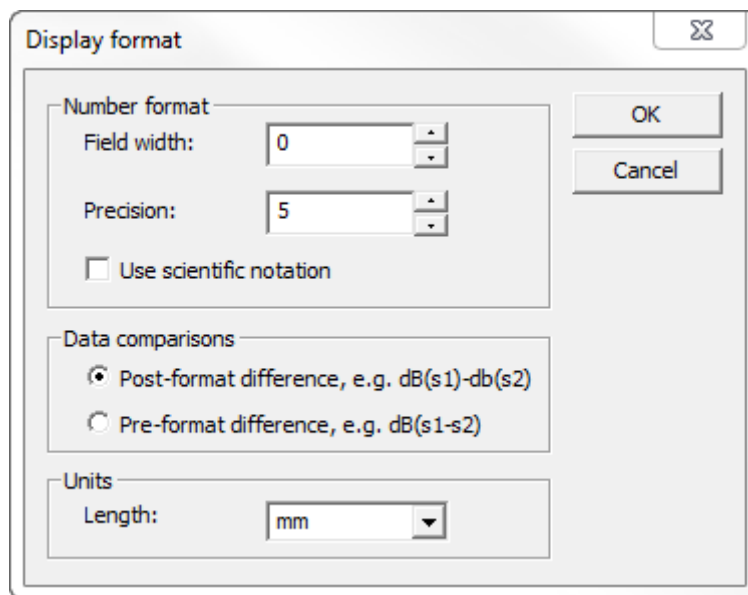 Display format
Number format
Field width: 0
OK
Cancel
Precision: 5
Use scientific notation
Data comparisons
Post-format difference, e.g. dB(s1)-db(s2)
Pre-format difference, e.g. dB(s1-s2)
Units
Length: mm